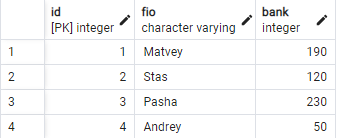 id fio bank
[PK] integer character varying integer
1 1 Matvey 190
2 2 Stas 120
3 3 Pasha 230
4 4 Andrey 50